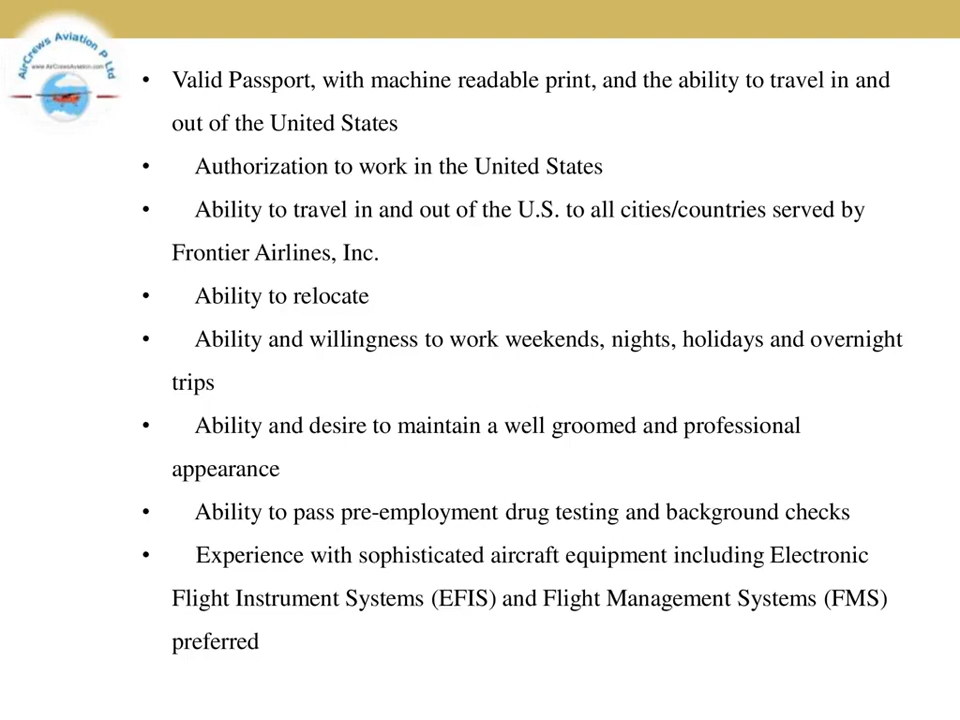 AirCrews Aviation P Ltd
www.AirCrewsAviation.com
• Valid Passport, with machine readable print, and the ability to travel in and
out of the United States
• Authorization to work in the United States
• Ability to travel in and out of the U.S. to all cities/countries served by
Frontier Airlines, Inc.
• Ability to relocate
• Ability and willingness to work weekends, nights, holidays and overnight
trips
• Ability and desire to maintain a well groomed and professional
appearance
• Ability to pass pre-employment drug testing and background checks
• Experience with sophisticated aircraft equipment including Electronic
Flight Instrument Systems (EFIS) and Flight Management Systems (FMS)
preferred